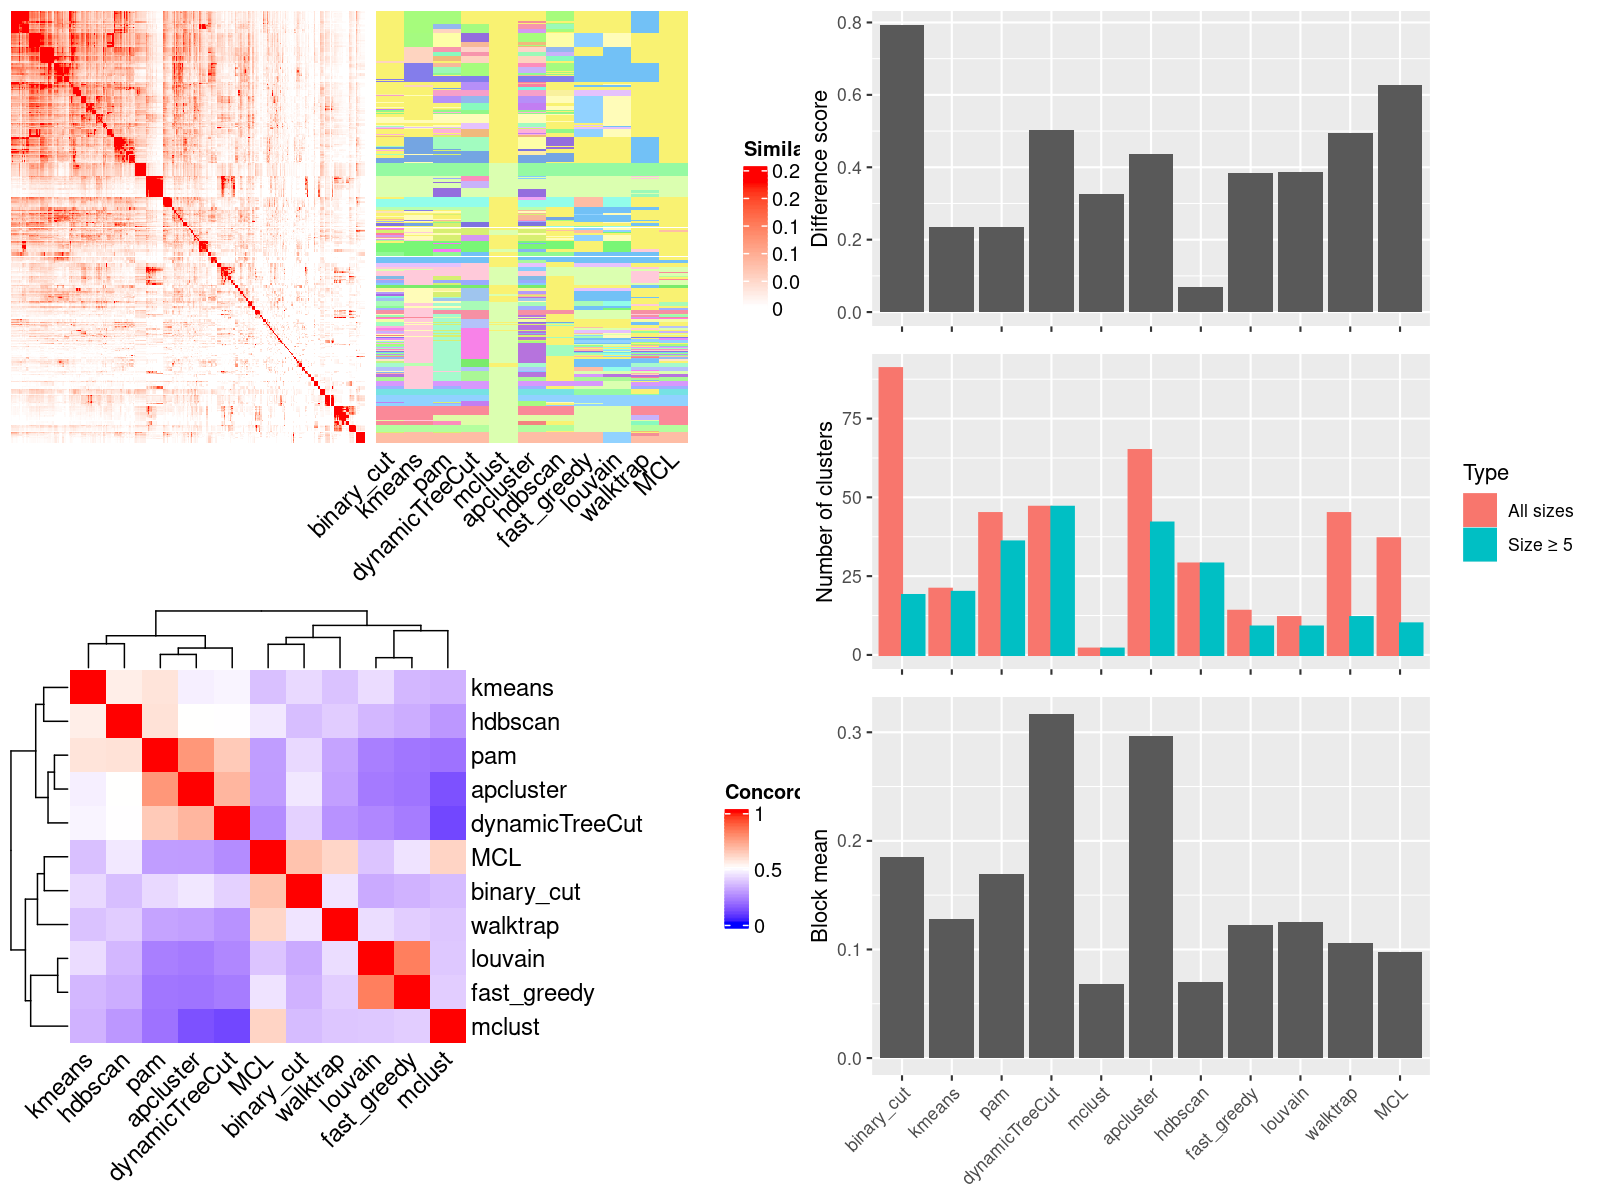 Simila
0.2
0.2
0.1
0.1
0.0
0
binary_cut
kmeans
pam
dynamicTreeCut
mclust
apcluster
hdbscan
fast_greedy
louvain
walktrap
MCL
kmeans
hdbscan
pam
apcluster
dynamicTreeCut
MCL
binary_cut
walktrap
louvain
fast_greedy
mclust
Concorc
1
0.5
0
kmeans
hdbscan
pam
apcluster
dynamicTreeCut
MCL
binary_cut
walktrap
louvain
fast_greedy
mclust
Difference score
0.8
0.6
0.4
0.2
0.0
Number of clusters
75
50
25
0
Type
All sizes
Size ≥ 5
Block mean
0.3
0.2
0.1
0.0
binary_cut
kmeans
pam
dynamicTreeCut
mclust
apcluster
hdbscan
fast_greedy
louvain
walktrap
MCL